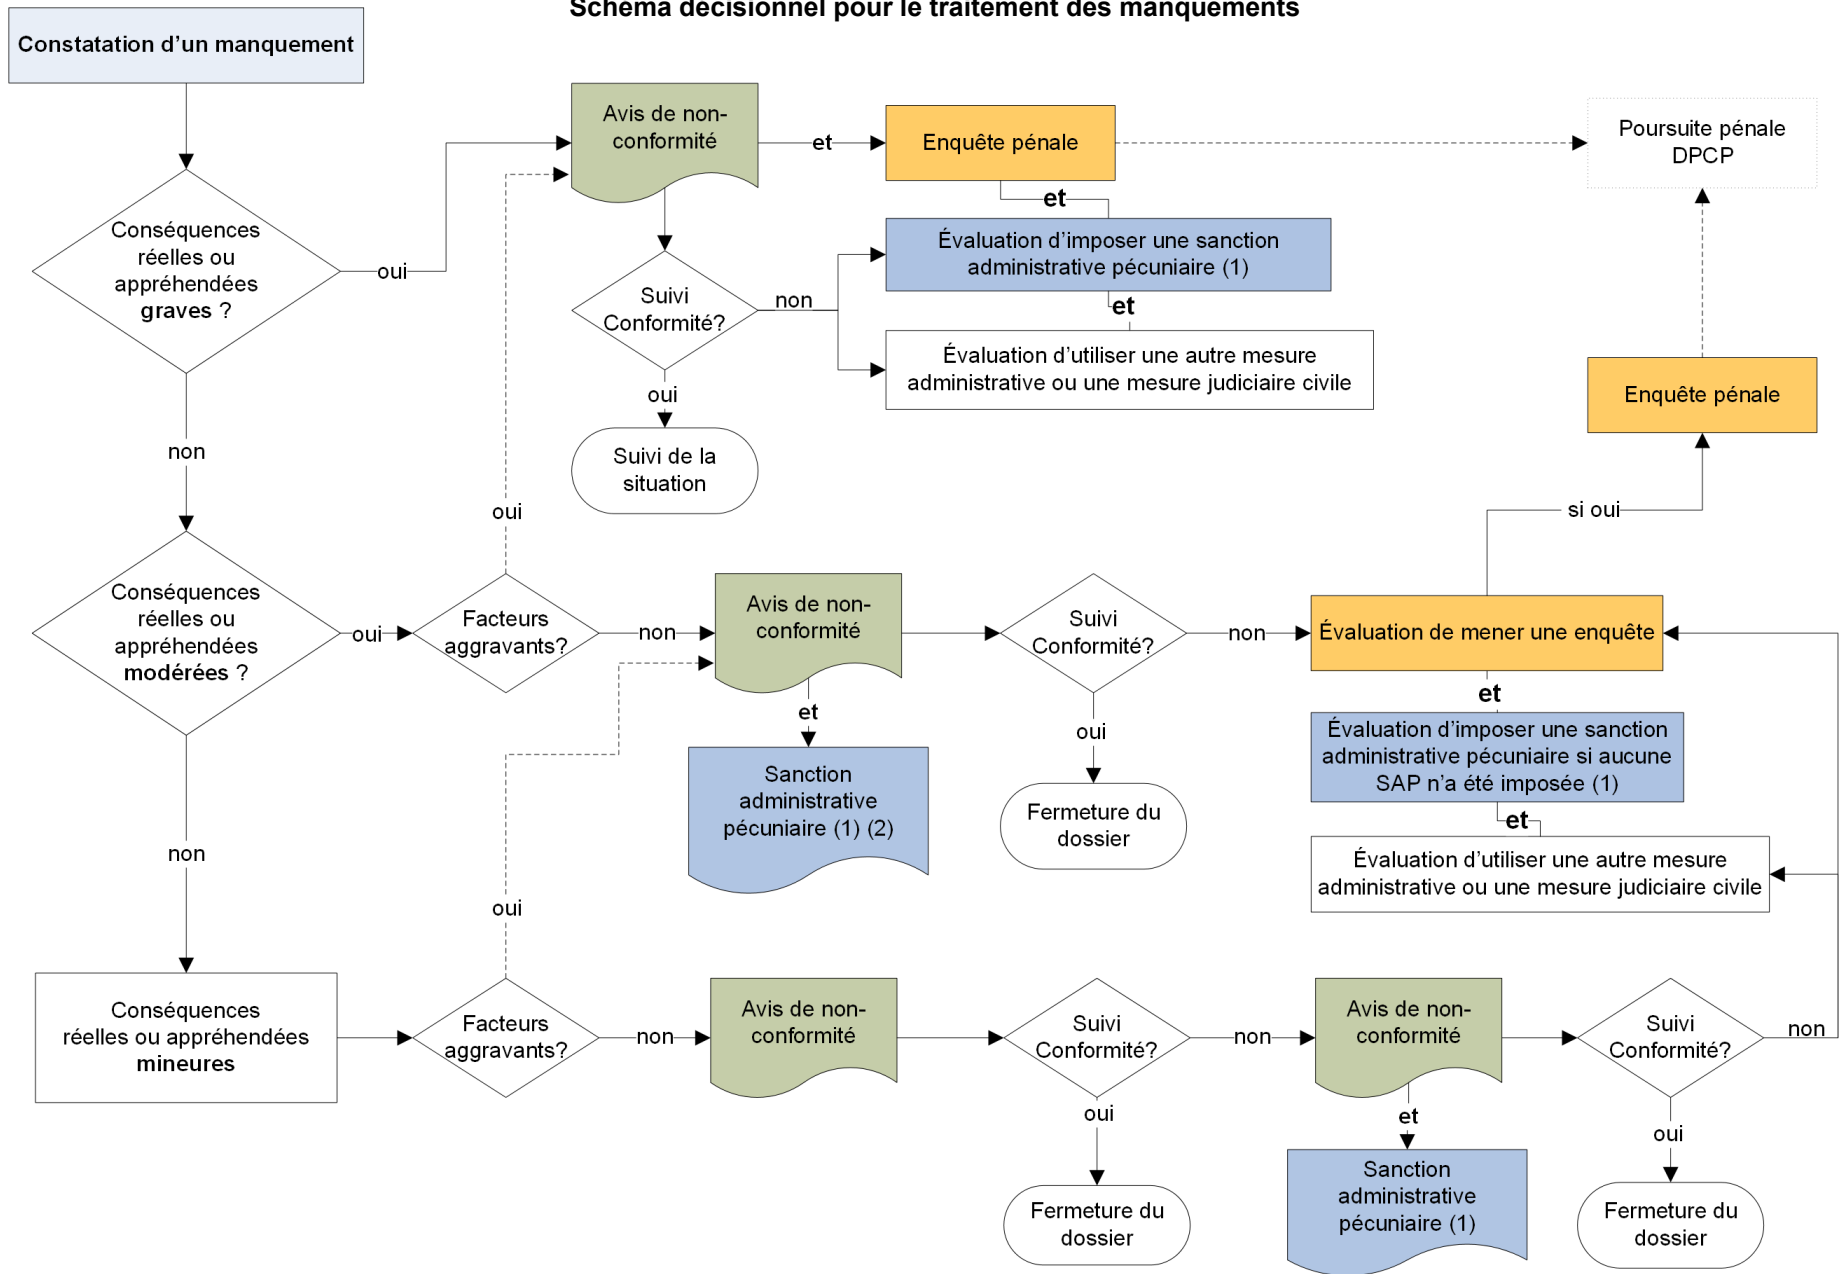 Schéma décisionnel pour le traitement des manquements
Constatation d’un manquement
Avis de non-
conformité
et
Enquête pénale
Poursuite pénale
DPCP
et
Conséquences
réelles ou
appréhendées
graves ?
oui
Évaluation d’imposer une sanction
administrative pécuniaire (1)
et
Suivi
Conformité?
non
Évaluation d’utiliser une autre mesure
administrative ou une mesure judiciaire civile
oui
Suivi de la
situation
Enquête pénale
non
oui
si oui
Conséquences
réelles ou
appréhendées
modérées ?
oui
Facteurs
aggravants?
non
Avis de non-
conformité
Suivi
Conformité?
non
Évaluation de mener une enquête
et
et
oui
Sanction
administrative
pécuniaire (1) (2)
Fermeture du
dossier
Évaluation d’imposer une sanction
administrative pécuniaire si aucune
SAP n’a été imposée (1)
et
Évaluation d’utiliser une autre mesure
administrative ou une mesure judiciaire civile
non
oui
Conséquences
réelles ou appréhendées
mineures
Facteurs
aggravants?
non
Avis de non-
conformité
Suivi
Conformité?
non
Avis de non-
conformité
Suivi
Conformité?
non
oui
et
oui
Fermeture du
dossier
Sanction
administrative
pécuniaire (1)
Fermeture du
dossier